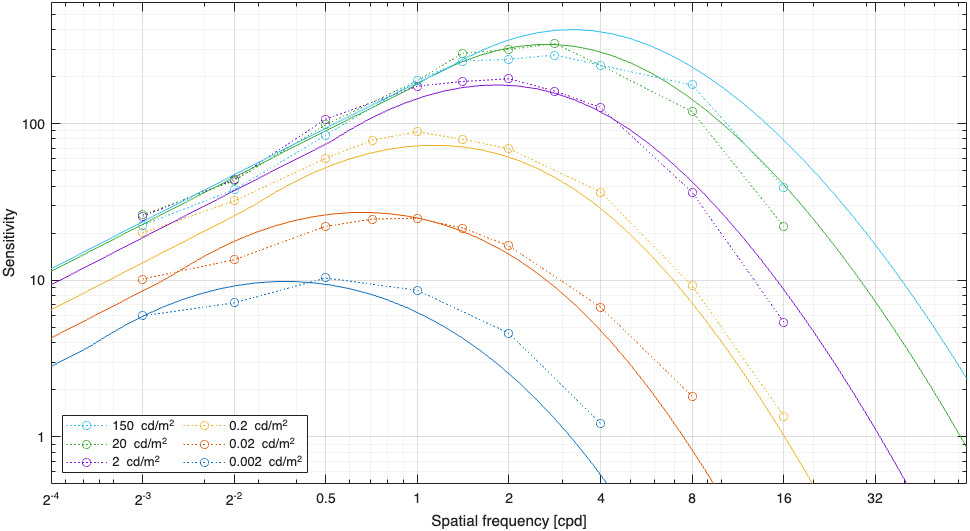 100
10
1
Sensitivity
150 cd/m²
20 cd/m²
2 cd/m²
0.2 cd/m²
0.02 cd/m²
0.002 cd/m²
2⁻⁴ 2⁻³ 2⁻² 0.5 1 2 4 8 16 32
Spatial frequency [cpd]